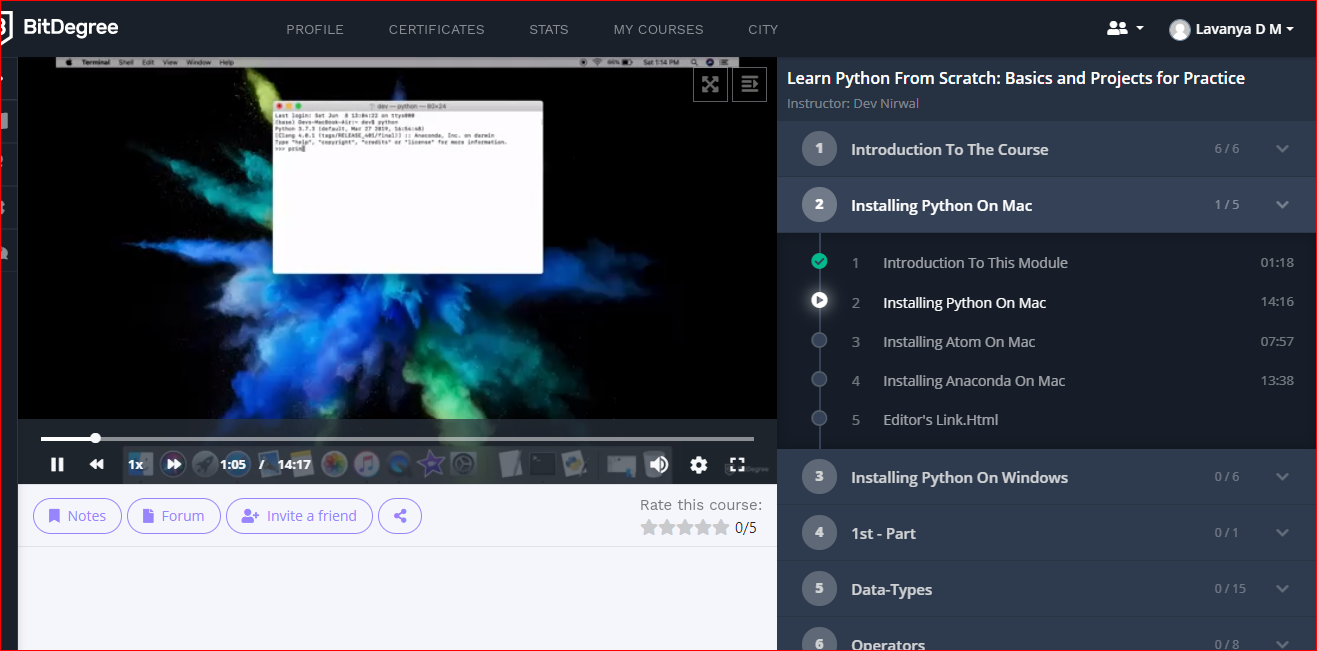 BitDegree
PROFILE CERTIFICATES STATS MY COURSES CITY
Lavanya D M
Terminal Shell Edit View Window Help
Sat 1:14 PM
dev — python — 80×24
Last login: Sat Jun 8 13:04:22 on ttys000
(base) Devs-MacBook-Air:~ dev$ python
Python 3.7.3 (default, Mar 27 2019, 16:54:48)
[Clang 4.0.1 (tags/RELEASE_401/final)] :: Anaconda, Inc. on darwin
Type "help", "copyright", "credits" or "license" for more information.
>>> prin
1x 1:05 / 14:17
Notes Forum Invite a friend
Rate this course:
0/5
Learn Python From Scratch: Basics and Projects for Practice
Instructor: Dev Nirwal
1 Introduction To The Course 6 / 6
2 Installing Python On Mac 1 / 5
1 Introduction To This Module 01:18
2 Installing Python On Mac 14:16
3 Installing Atom On Mac 07:57
4 Installing Anaconda On Mac 13:38
5 Editor's Link.Html
3 Installing Python On Windows 0 / 6
4 1st - Part 0 / 1
5 Data-Types 0 / 15
6 Operators 0 / 8